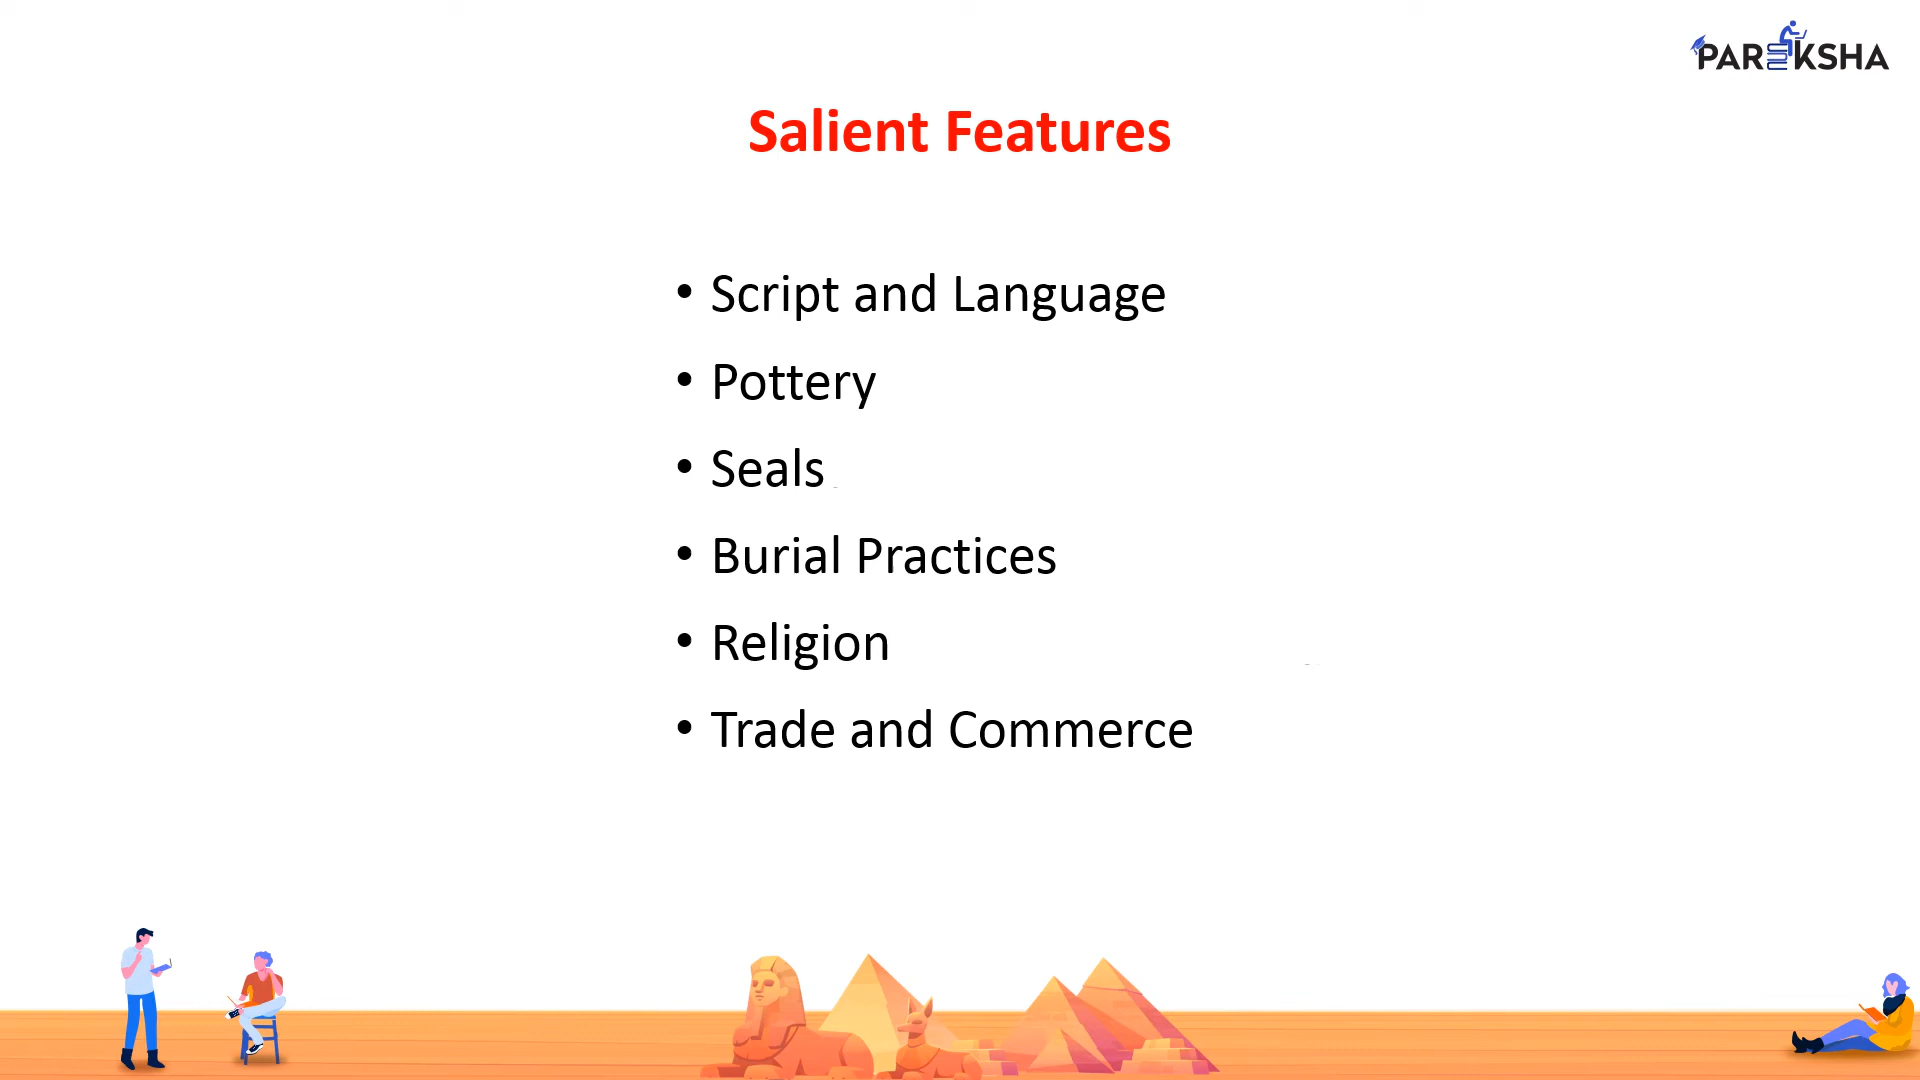 PAREEKSHA
Salient Features
• Script and Language
• Pottery
• Seals
• Burial Practices
• Religion
• Trade and Commerce